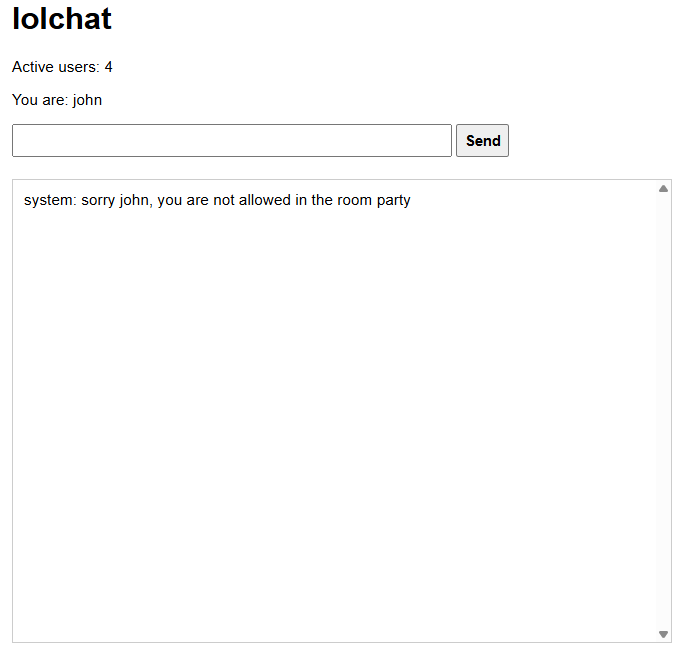 lolchat
Active users: 4
You are: john
Send
system: sorry john, you are not allowed in the room party